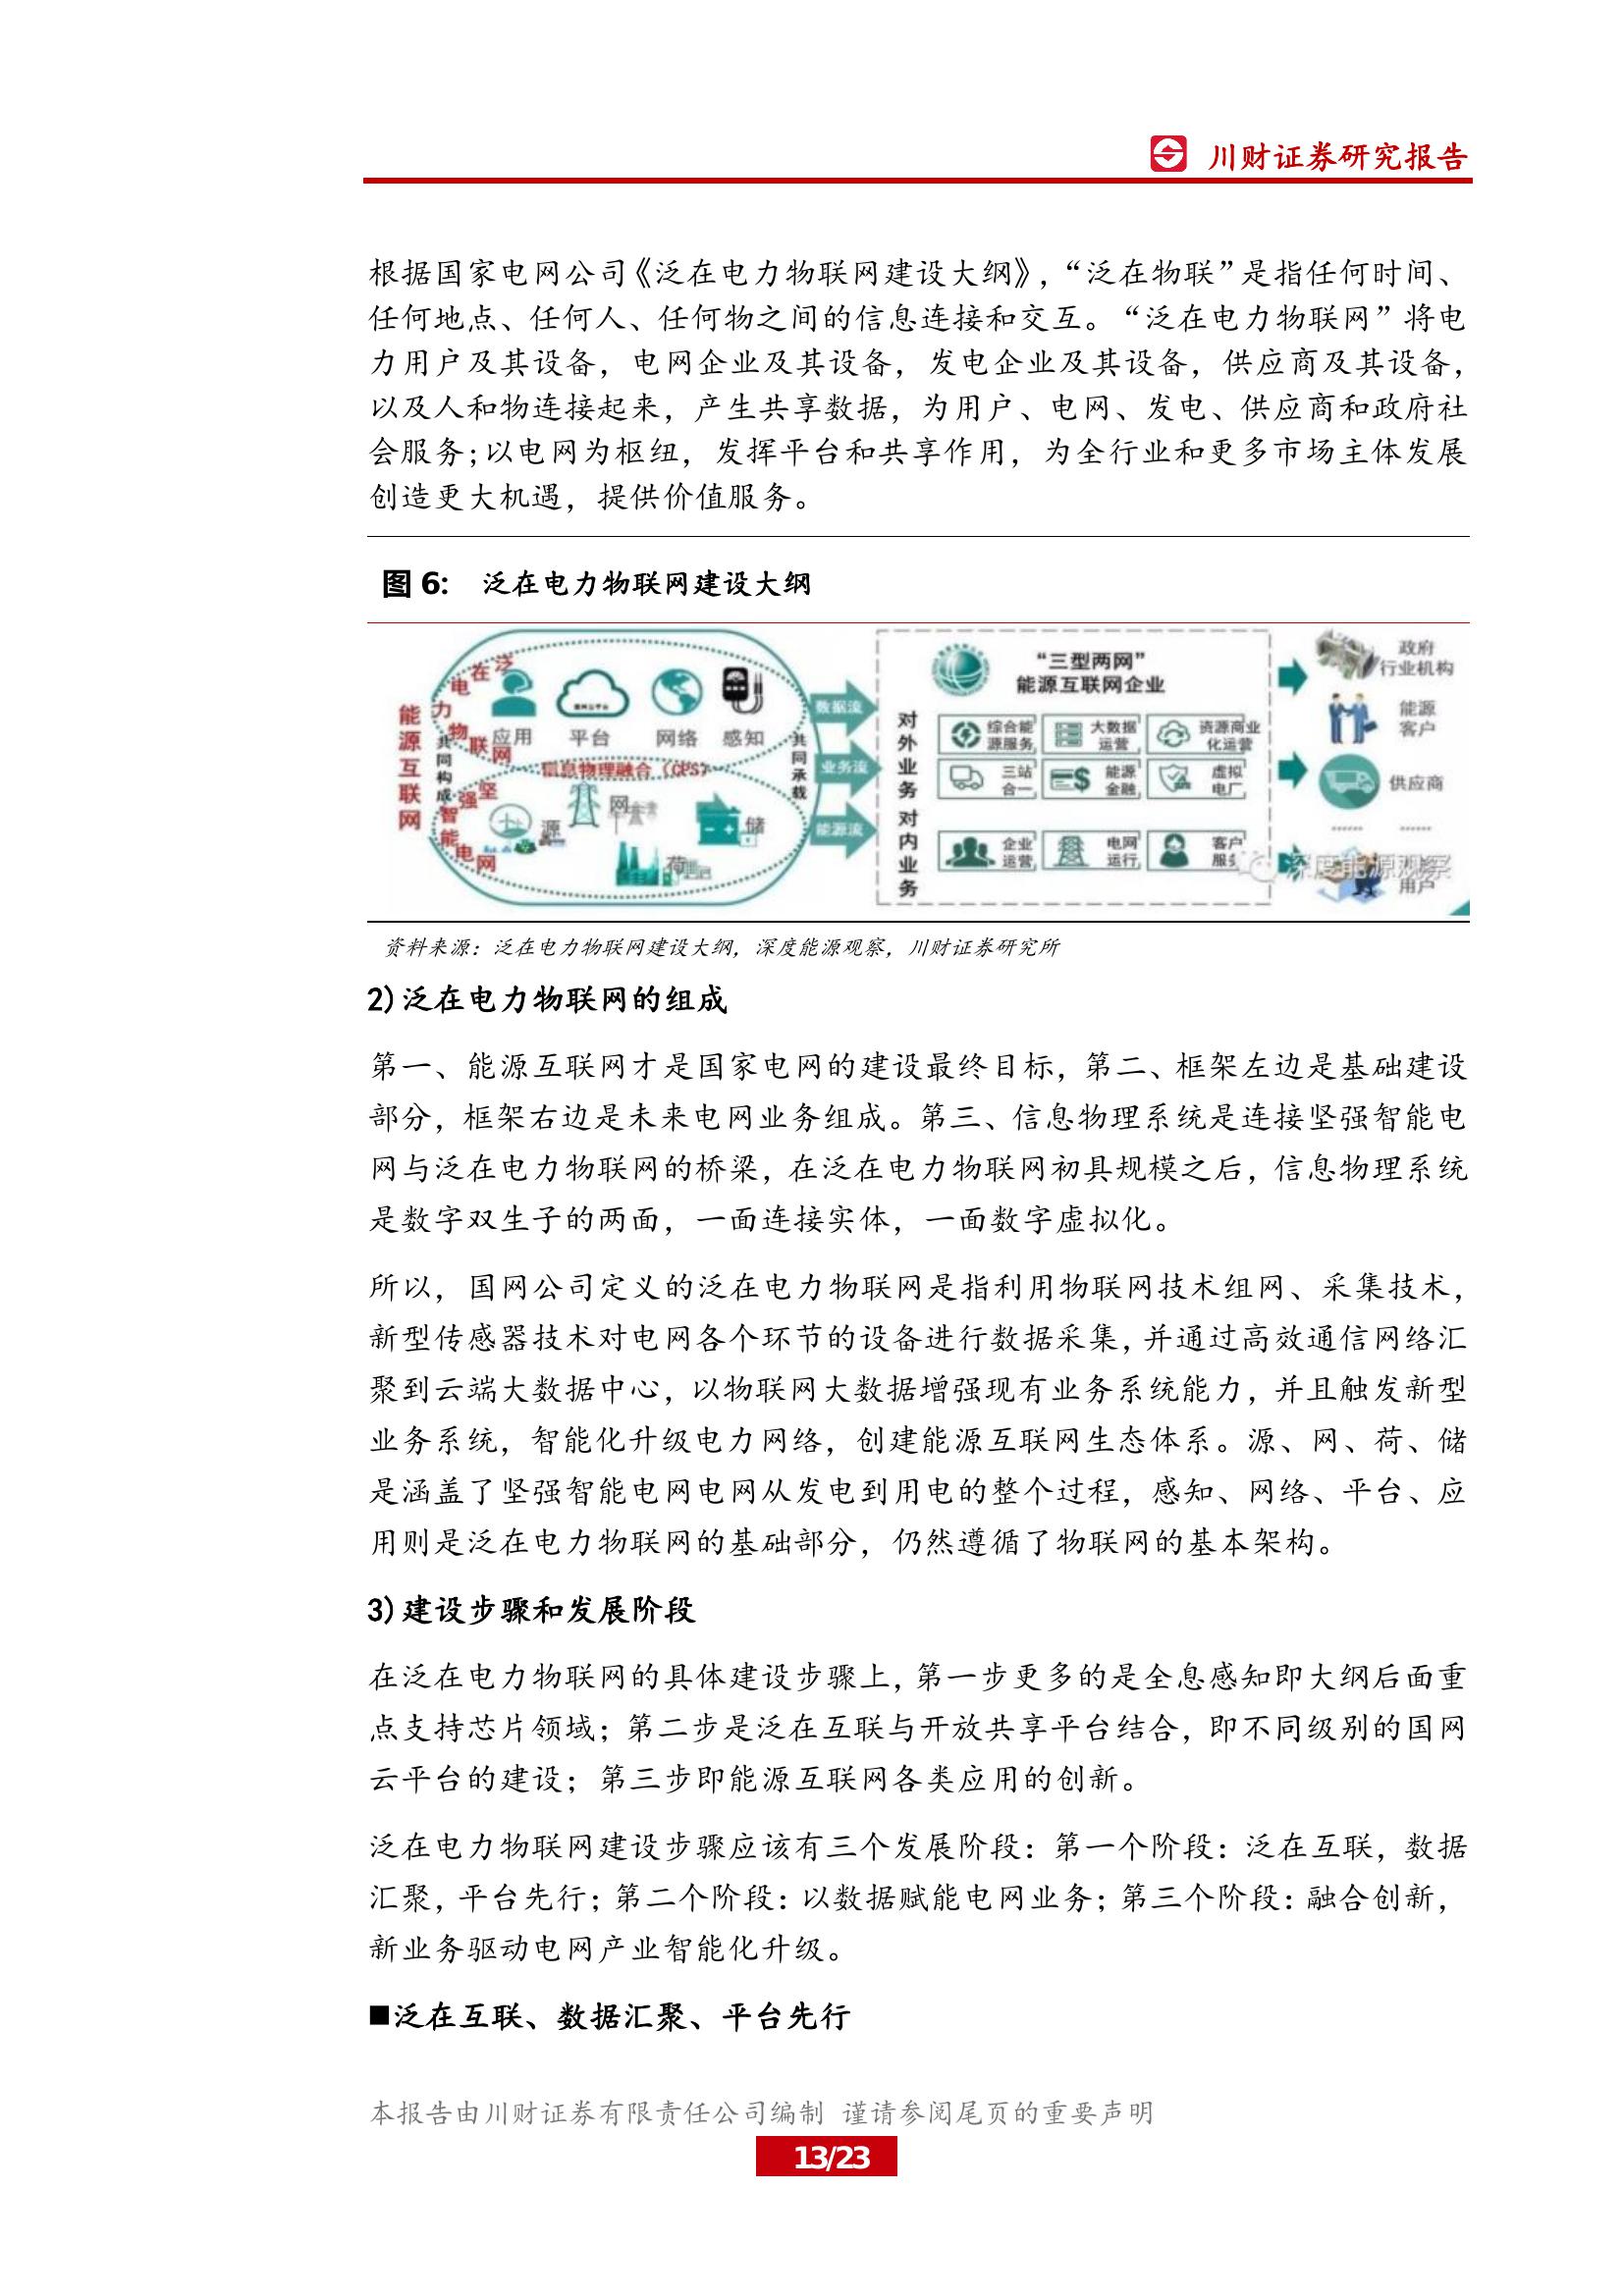 川财证券研究报告
根据国家电网公司《泛在电力物联网建设大纲》，“泛在物联”是指任何时间、
任何地点、任何人、任何物之间的信息连接和交互。“泛在电力物联网”将电
力用户及其设备，电网企业及其设备，发电企业及其设备，供应商及其设备，
以及人和物连接起来，产生共享数据，为用户、电网、发电、供应商和政府社
会服务;以电网为枢纽，发挥平台和共享作用，为全行业和更多市场主体发展
创造更大机遇，提供价值服务。
图 6: 泛在电力物联网建设大纲
能源互联网
共同构成
泛在电力物联网
应用 平台 网络 感知
信息物理融合（CPS）
坚强智能电网
源 网 荷 储
共同承载
数据流
业务流
能源流
“三型两网”
能源互联网企业
对外业务
综合能源服务 大数据运营 资源商业化运营
三站合一 能源金融 虚拟电厂
对内业务
企业运营 电网运行 客户服务
政府
行业机构
能源
客户
供应商
…… ……
用户
深度能源观察
资料来源：泛在电力物联网建设大纲，深度能源观察，川财证券研究所
2)泛在电力物联网的组成
第一、能源互联网才是国家电网的建设最终目标，第二、框架左边是基础建设
部分，框架右边是未来电网业务组成。第三、信息物理系统是连接坚强智能电
网与泛在电力物联网的桥梁，在泛在电力物联网初具规模之后，信息物理系统
是数字双生子的两面，一面连接实体，一面数字虚拟化。
所以，国网公司定义的泛在电力物联网是指利用物联网技术组网、采集技术，
新型传感器技术对电网各个环节的设备进行数据采集，并通过高效通信网络汇
聚到云端大数据中心，以物联网大数据增强现有业务系统能力，并且触发新型
业务系统，智能化升级电力网络，创建能源互联网生态体系。源、网、荷、储
是涵盖了坚强智能电网电网从发电到用电的整个过程，感知、网络、平台、应
用则是泛在电力物联网的基础部分，仍然遵循了物联网的基本架构。
3)建设步骤和发展阶段
在泛在电力物联网的具体建设步骤上，第一步更多的是全息感知即大纲后面重
点支持芯片领域；第二步是泛在互联与开放共享平台结合，即不同级别的国网
云平台的建设；第三步即能源互联网各类应用的创新。
泛在电力物联网建设步骤应该有三个发展阶段：第一个阶段：泛在互联，数据
汇聚，平台先行；第二个阶段：以数据赋能电网业务；第三个阶段：融合创新，
新业务驱动电网产业智能化升级。
■泛在互联、数据汇聚、平台先行
本报告由川财证券有限责任公司编制 谨请参阅尾页的重要声明
13/23